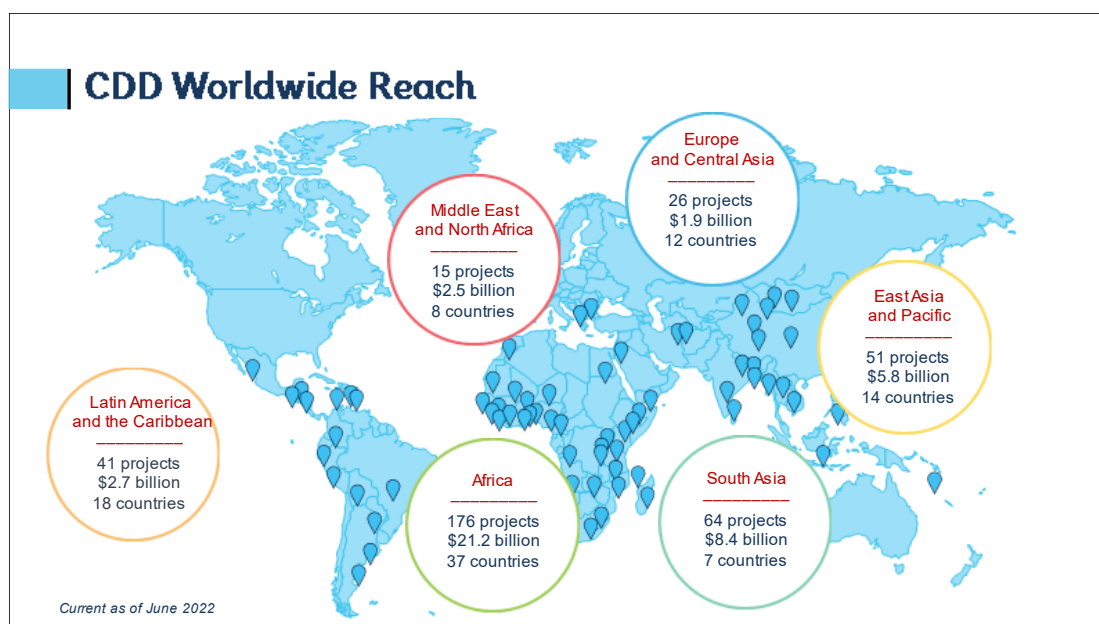 CDD Worldwide Reach
Europe
and Central Asia
__________
26 projects
$1.9 billion
12 countries
Middle East
and North Africa
__________
15 projects
$2.5 billion
8 countries
East Asia
and Pacific
__________
51 projects
$5.8 billion
14 countries
Latin America
and the Caribbean
__________
41 projects
$2.7 billion
18 countries
Africa
__________
176 projects
$21.2 billion
37 countries
South Asia
__________
64 projects
$8.4 billion
7 countries
Current as of June 2022